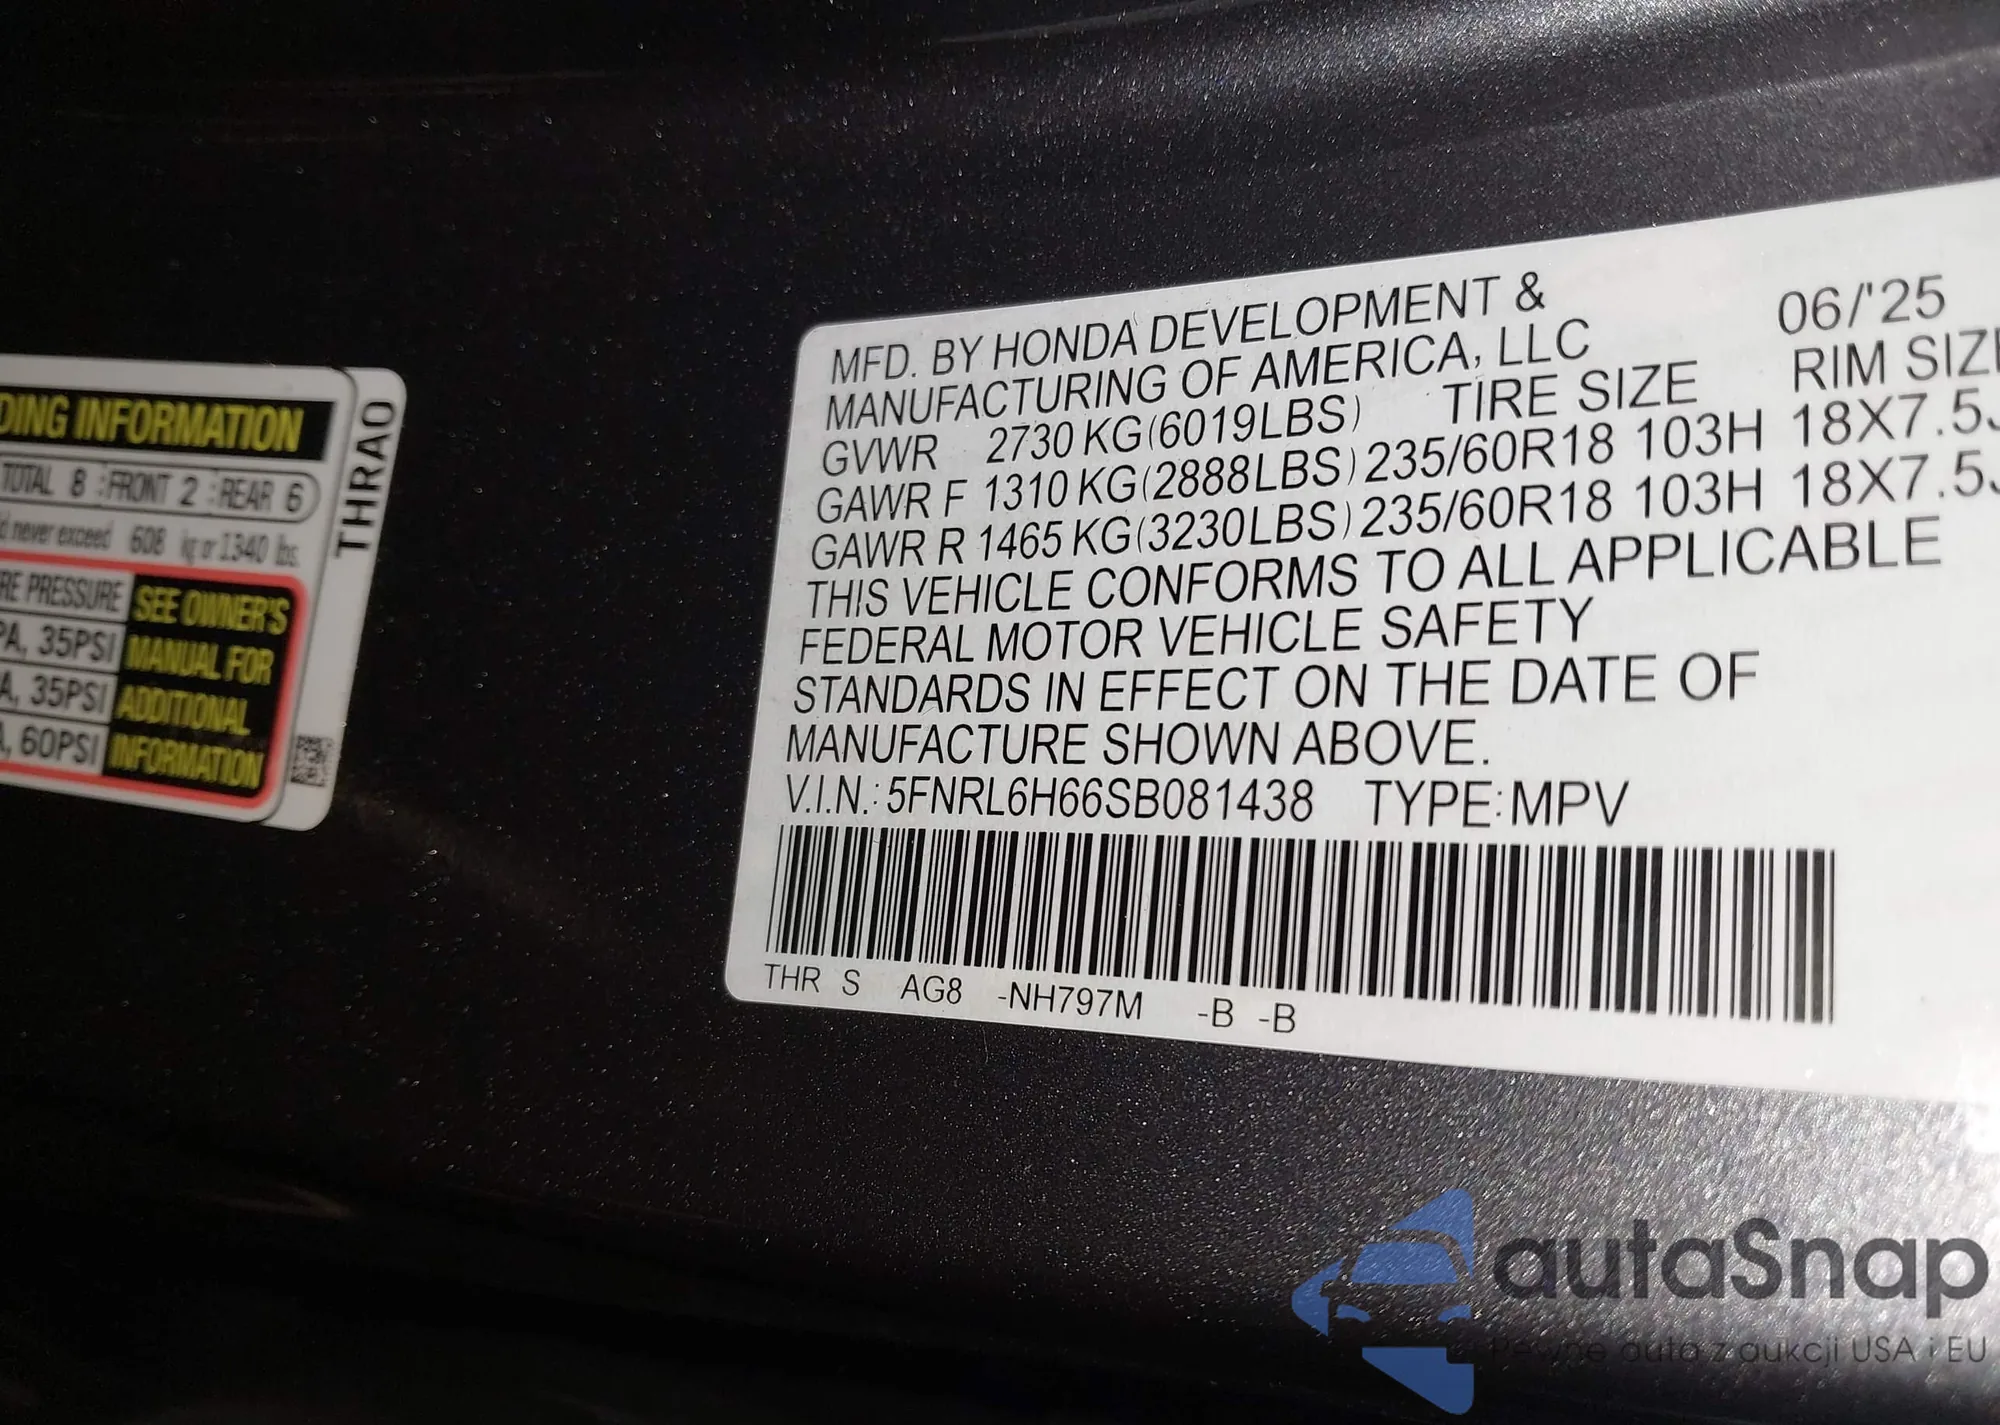 DING INFORMATION
TOTAL 8 FRONT 2 REAR 6
never exceed 608 kg or 1340 lbs.
RE PRESSURE
PA, 35PSI
A, 35PSI
A, 60PSI
SEE OWNER'S
MANUAL FOR
ADDITIONAL
INFORMATION
THRA0
MFD. BY HONDA DEVELOPMENT & 06/'25
MANUFACTURING OF AMERICA, LLC
TIRE SIZE RIM SIZE
GVWR 2730 KG(6019LBS)
GAWR F 1310 KG(2888LBS) 235/60R18 103H 18X7.5J
GAWR R 1465 KG(3230LBS) 235/60R18 103H 18X7.5J
THIS VEHICLE CONFORMS TO ALL APPLICABLE
FEDERAL MOTOR VEHICLE SAFETY
STANDARDS IN EFFECT ON THE DATE OF
MANUFACTURE SHOWN ABOVE.
V.I.N.: 5FNRL6H66SB081438 TYPE: MPV
THR S AG8 -NH797M -B -B
autaSnap
Pewne auta z aukcji USA i EU